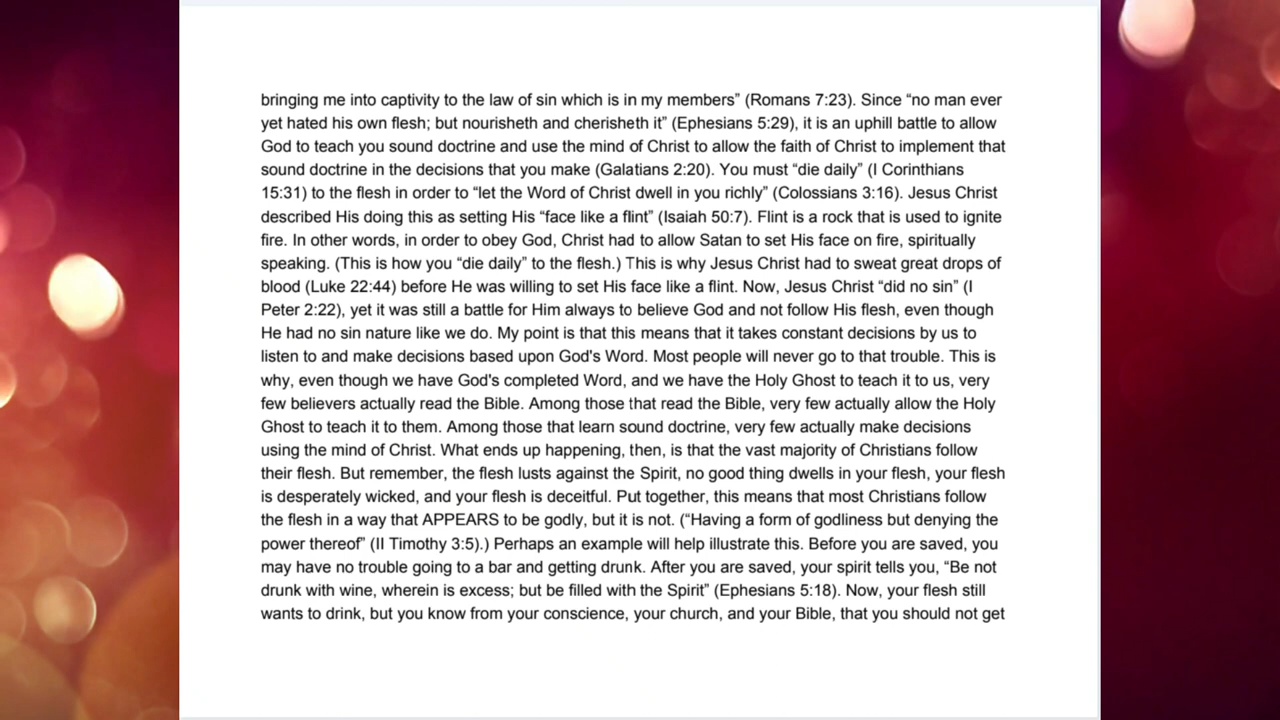 bringing me into captivity to the law of sin which is in my members” (Romans 7:23). Since “no man ever
yet hated his own flesh; but nourisheth and cherisheth it” (Ephesians 5:29), it is an uphill battle to allow
God to teach you sound doctrine and use the mind of Christ to allow the faith of Christ to implement that
sound doctrine in the decisions that you make (Galatians 2:20). You must “die daily” (I Corinthians
15:31) to the flesh in order to “let the Word of Christ dwell in you richly” (Colossians 3:16). Jesus Christ
described His doing this as setting His “face like a flint” (Isaiah 50:7). Flint is a rock that is used to ignite
fire. In other words, in order to obey God, Christ had to allow Satan to set His face on fire, spiritually
speaking. (This is how you “die daily” to the flesh.) This is why Jesus Christ had to sweat great drops of
blood (Luke 22:44) before He was willing to set His face like a flint. Now, Jesus Christ “did no sin” (I
Peter 2:22), yet it was still a battle for Him always to believe God and not follow His flesh, even though
He had no sin nature like we do. My point is that this means that it takes constant decisions by us to
listen to and make decisions based upon God's Word. Most people will never go to that trouble. This is
why, even though we have God's completed Word, and we have the Holy Ghost to teach it to us, very
few believers actually read the Bible. Among those that read the Bible, very few actually allow the Holy
Ghost to teach it to them. Among those that learn sound doctrine, very few actually make decisions
using the mind of Christ. What ends up happening, then, is that the vast majority of Christians follow
their flesh. But remember, the flesh lusts against the Spirit, no good thing dwells in your flesh, your flesh
is desperately wicked, and your flesh is deceitful. Put together, this means that most Christians follow
the flesh in a way that APPEARS to be godly, but it is not. (“Having a form of godliness but denying the
power thereof” (II Timothy 3:5).) Perhaps an example will help illustrate this. Before you are saved, you
may have no trouble going to a bar and getting drunk. After you are saved, your spirit tells you, “Be not
drunk with wine, wherein is excess; but be filled with the Spirit” (Ephesians 5:18). Now, your flesh still
wants to drink, but you know from your conscience, your church, and your Bible, that you should not get